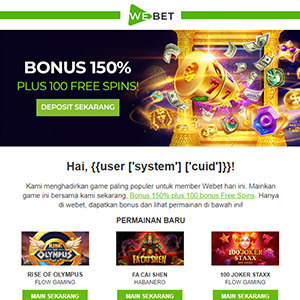 WEBET
BONUS 150%
PLUS 100 FREE SPINS!
DEPOSIT SEKARANG
Hai, {{user ['system'] ['cuid']}}!
Kami menghadirkan game paling populer untuk member Webet hari ini. Mainkan
game ini bersama kami sekarang, Bonus 150% plus 100 bonus Free Spins. Hanya
di webet, dapatkan bonus dan lihat permainan di bawah ini!
PERMAINAN BARU
RISE OF OLYMPUS FA CAI SHEN 100 JOKER STAXX
RISE OF OLYMPUS FA CAI SHEN 100 JOKER STAXX
FLOW GAMING HABANERO FLOW GAMING
MAIN SEKARANG MAIN SEKARANG MAIN SEKARANG